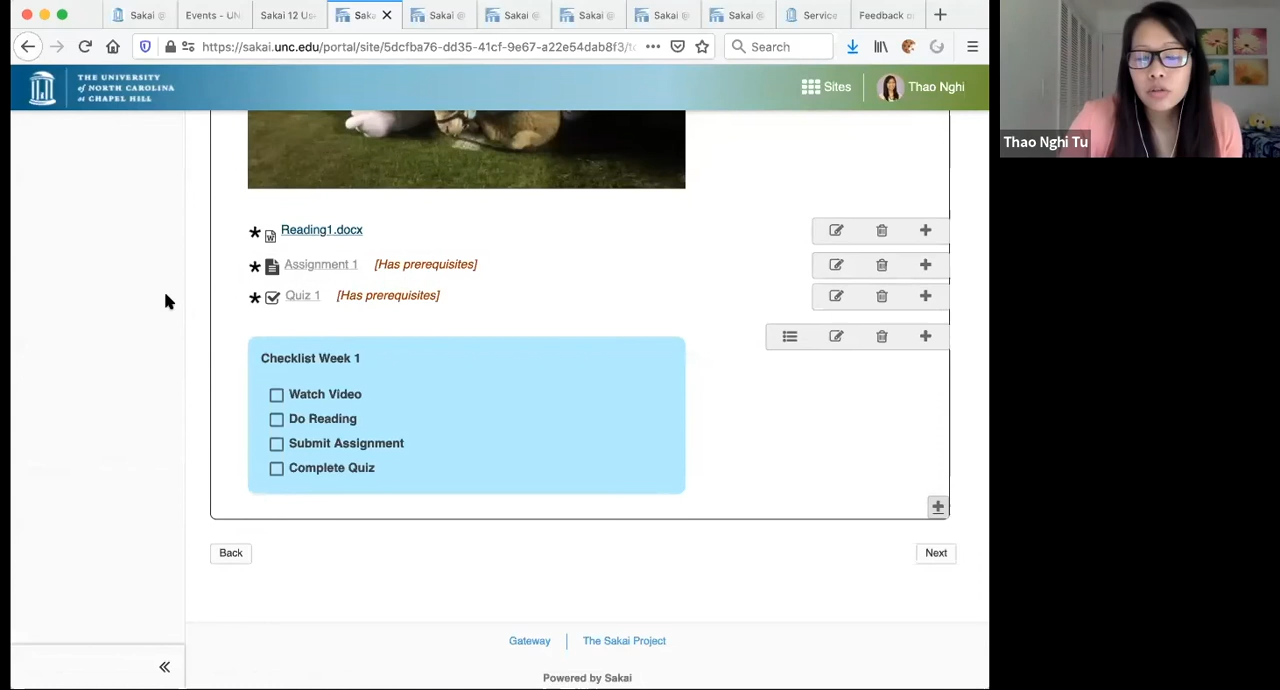 Sakai @
Events - UN
Sakai 12 Us
Saka
Sakai @
Sakai @
Sakai @
Sakai @
Sakai @
Service
Feedback o
https://sakai.unc.edu/portal/site/5dcfba76-dd35-41cf-9e67-a22e54dab8f3/to
Search
THE UNIVERSITY
of NORTH CAROLINA
at CHAPEL HILL
Sites
Thao Nghi
Thao Nghi Tu
Reading1.docx
Assignment 1 [Has prerequisites]
Quiz 1 [Has prerequisites]
Checklist Week 1
Watch Video
Do Reading
Submit Assignment
Complete Quiz
Back
Next
Gateway
The Sakai Project
Powered by Sakai